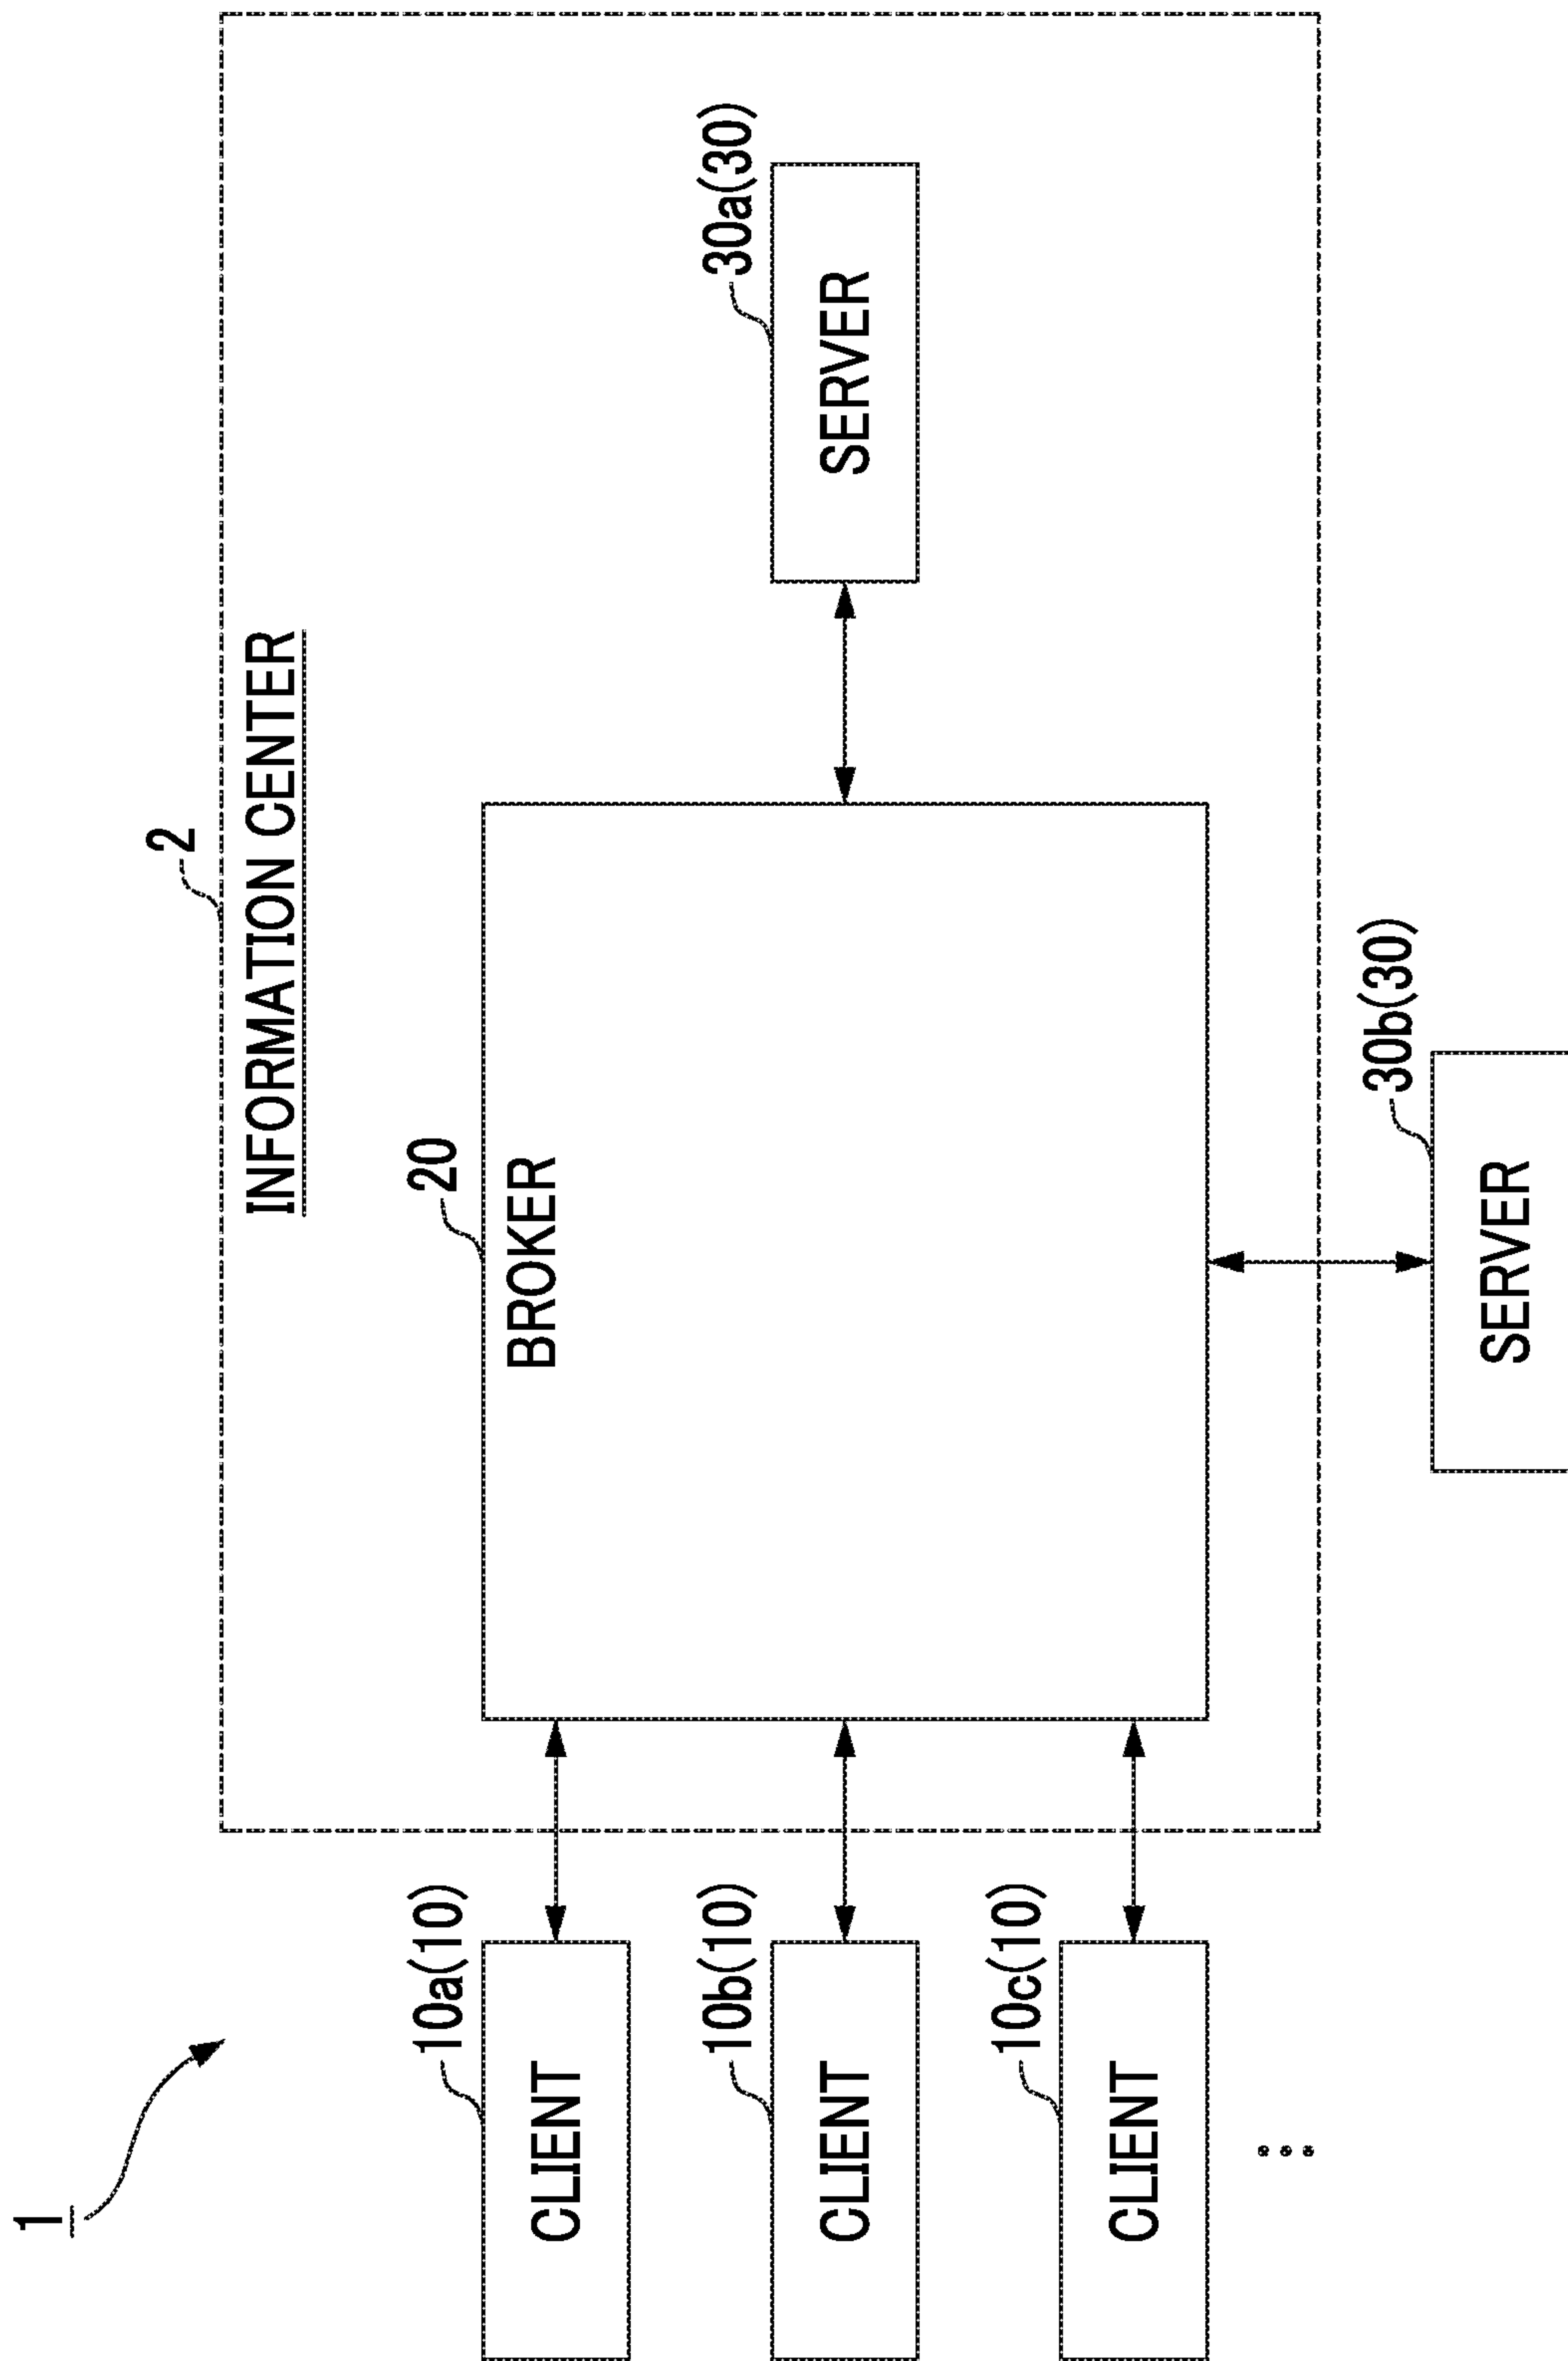 1
2
INFORMATION CENTER
10a(10)
CLIENT
20
BROKER
10b(10)
CLIENT
30a(30)
SERVER
10c(10)
CLIENT
30b(30)
SERVER